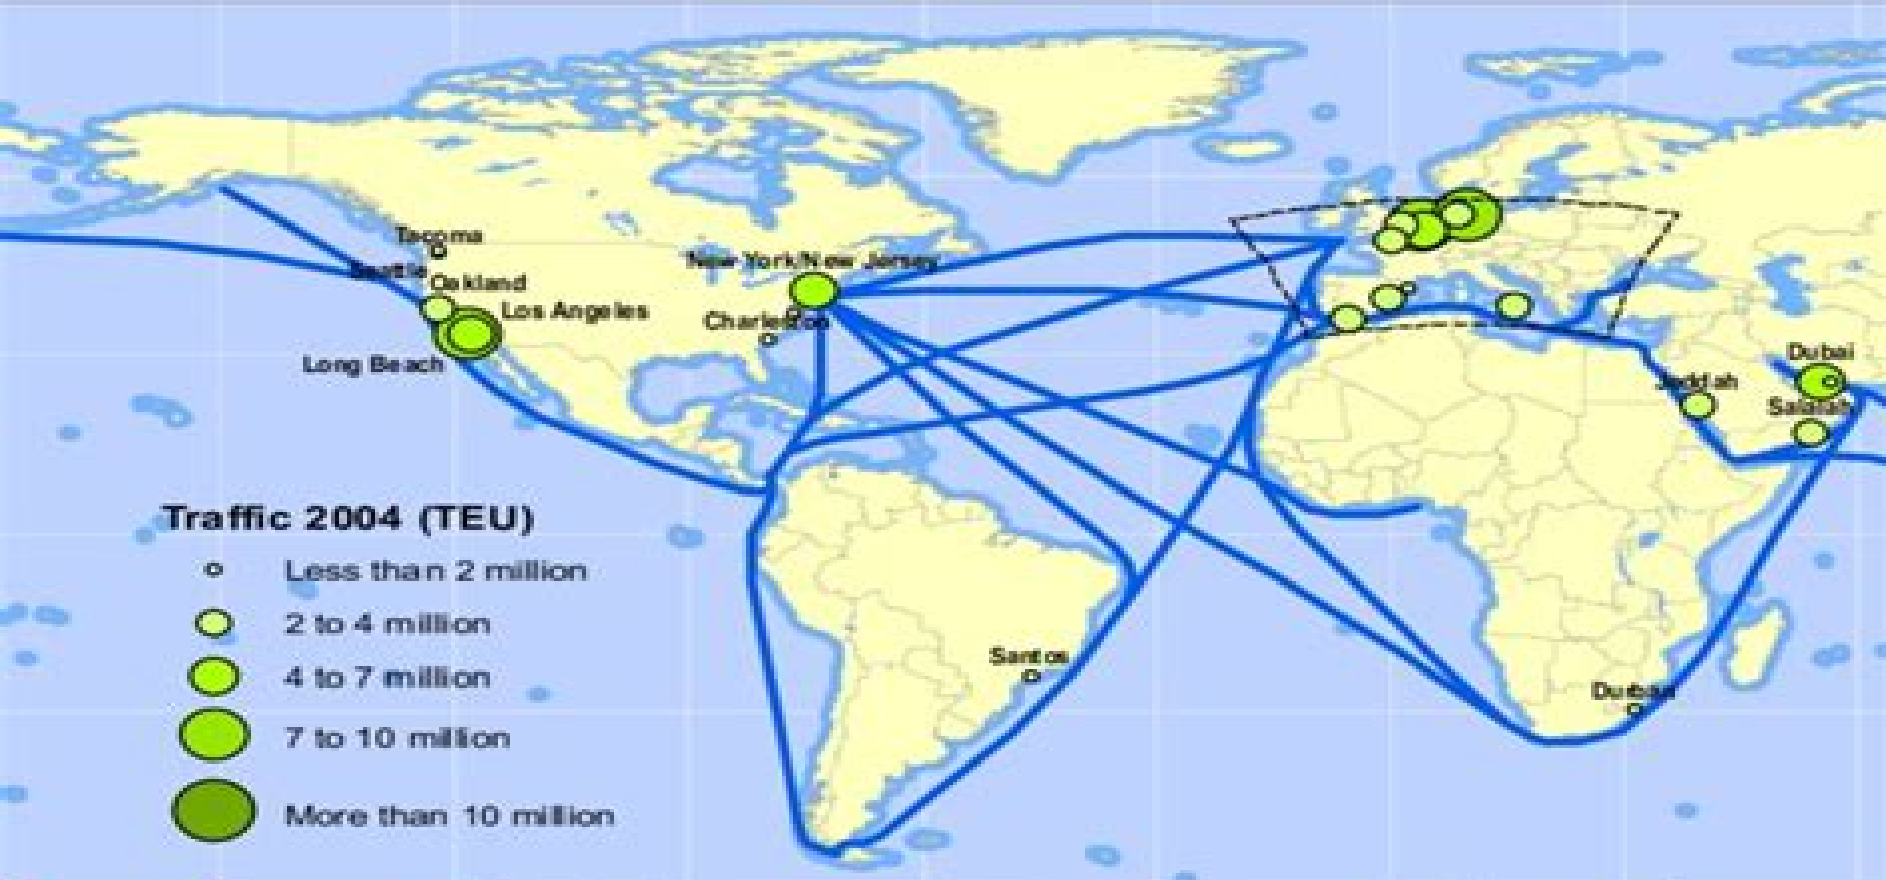 Tacoma
Seattle
Oakland
New York/New Jersey
Los Angeles
Charleston
Long Beach
Dubai
Jeddah
Salalah
Traffic 2004 (TEU)
Less than 2 million
2 to 4 million
4 to 7 million
7 to 10 million
More than 10 million
Santos
Durban